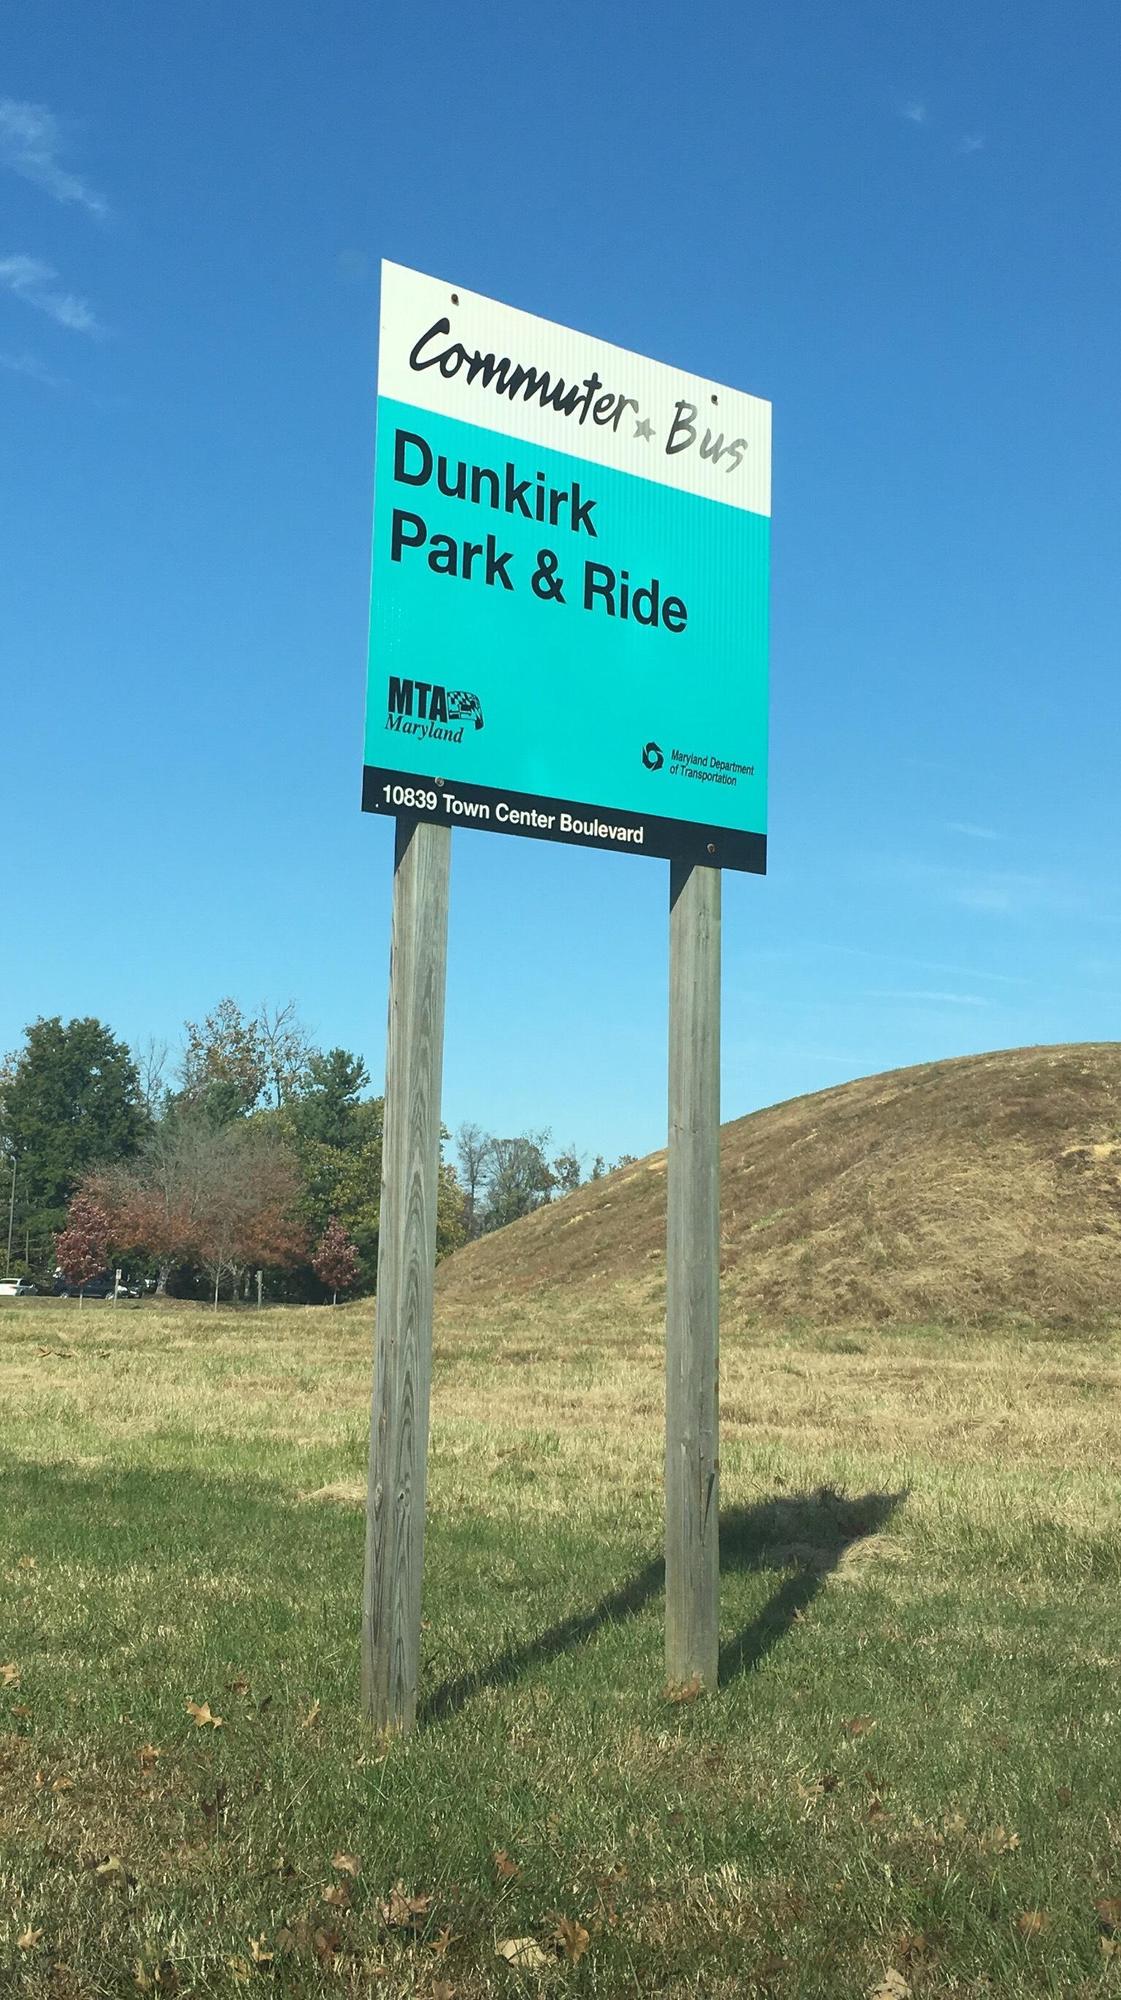 Commuter Bus
Dunkirk
Park & Ride
MTA
Maryland
Maryland Department
of Transportation
10839 Town Center Boulevard